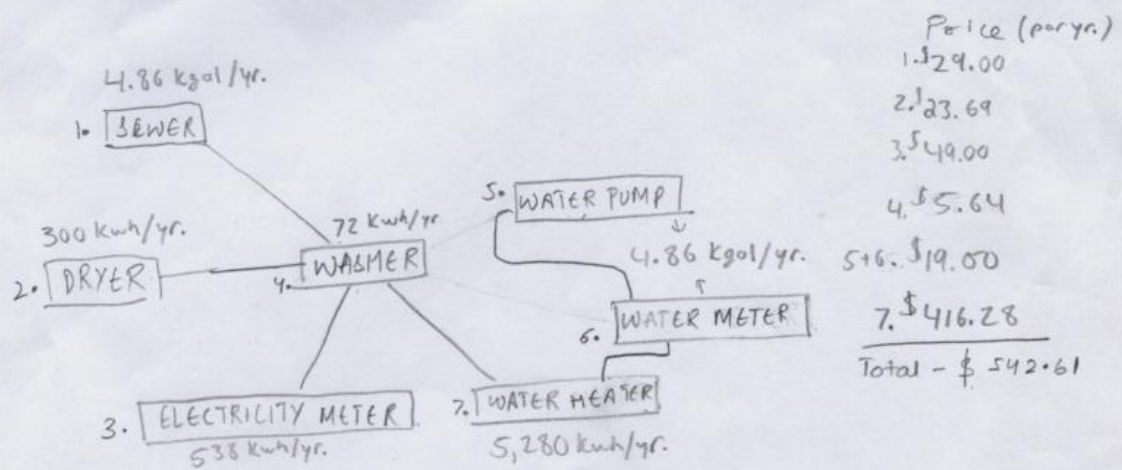 4.86 Kgal/yr.
1. SEWER
300 Kwh/yr.
2. DRYER
72 Kwh/yr.
4. WASHER
3. ELECTRICITY METER
538 Kwh/yr.
5. WATER PUMP
4.86 Kgal/yr.
6. WATER METER
7. WATER HEATER
5,280 Kwh/yr.
Price (per yr.)
1. $29.00
2. $23.69
3. $49.00
4. $5.64
5+6. $19.00
7. $416.28
Total - $ 542.61